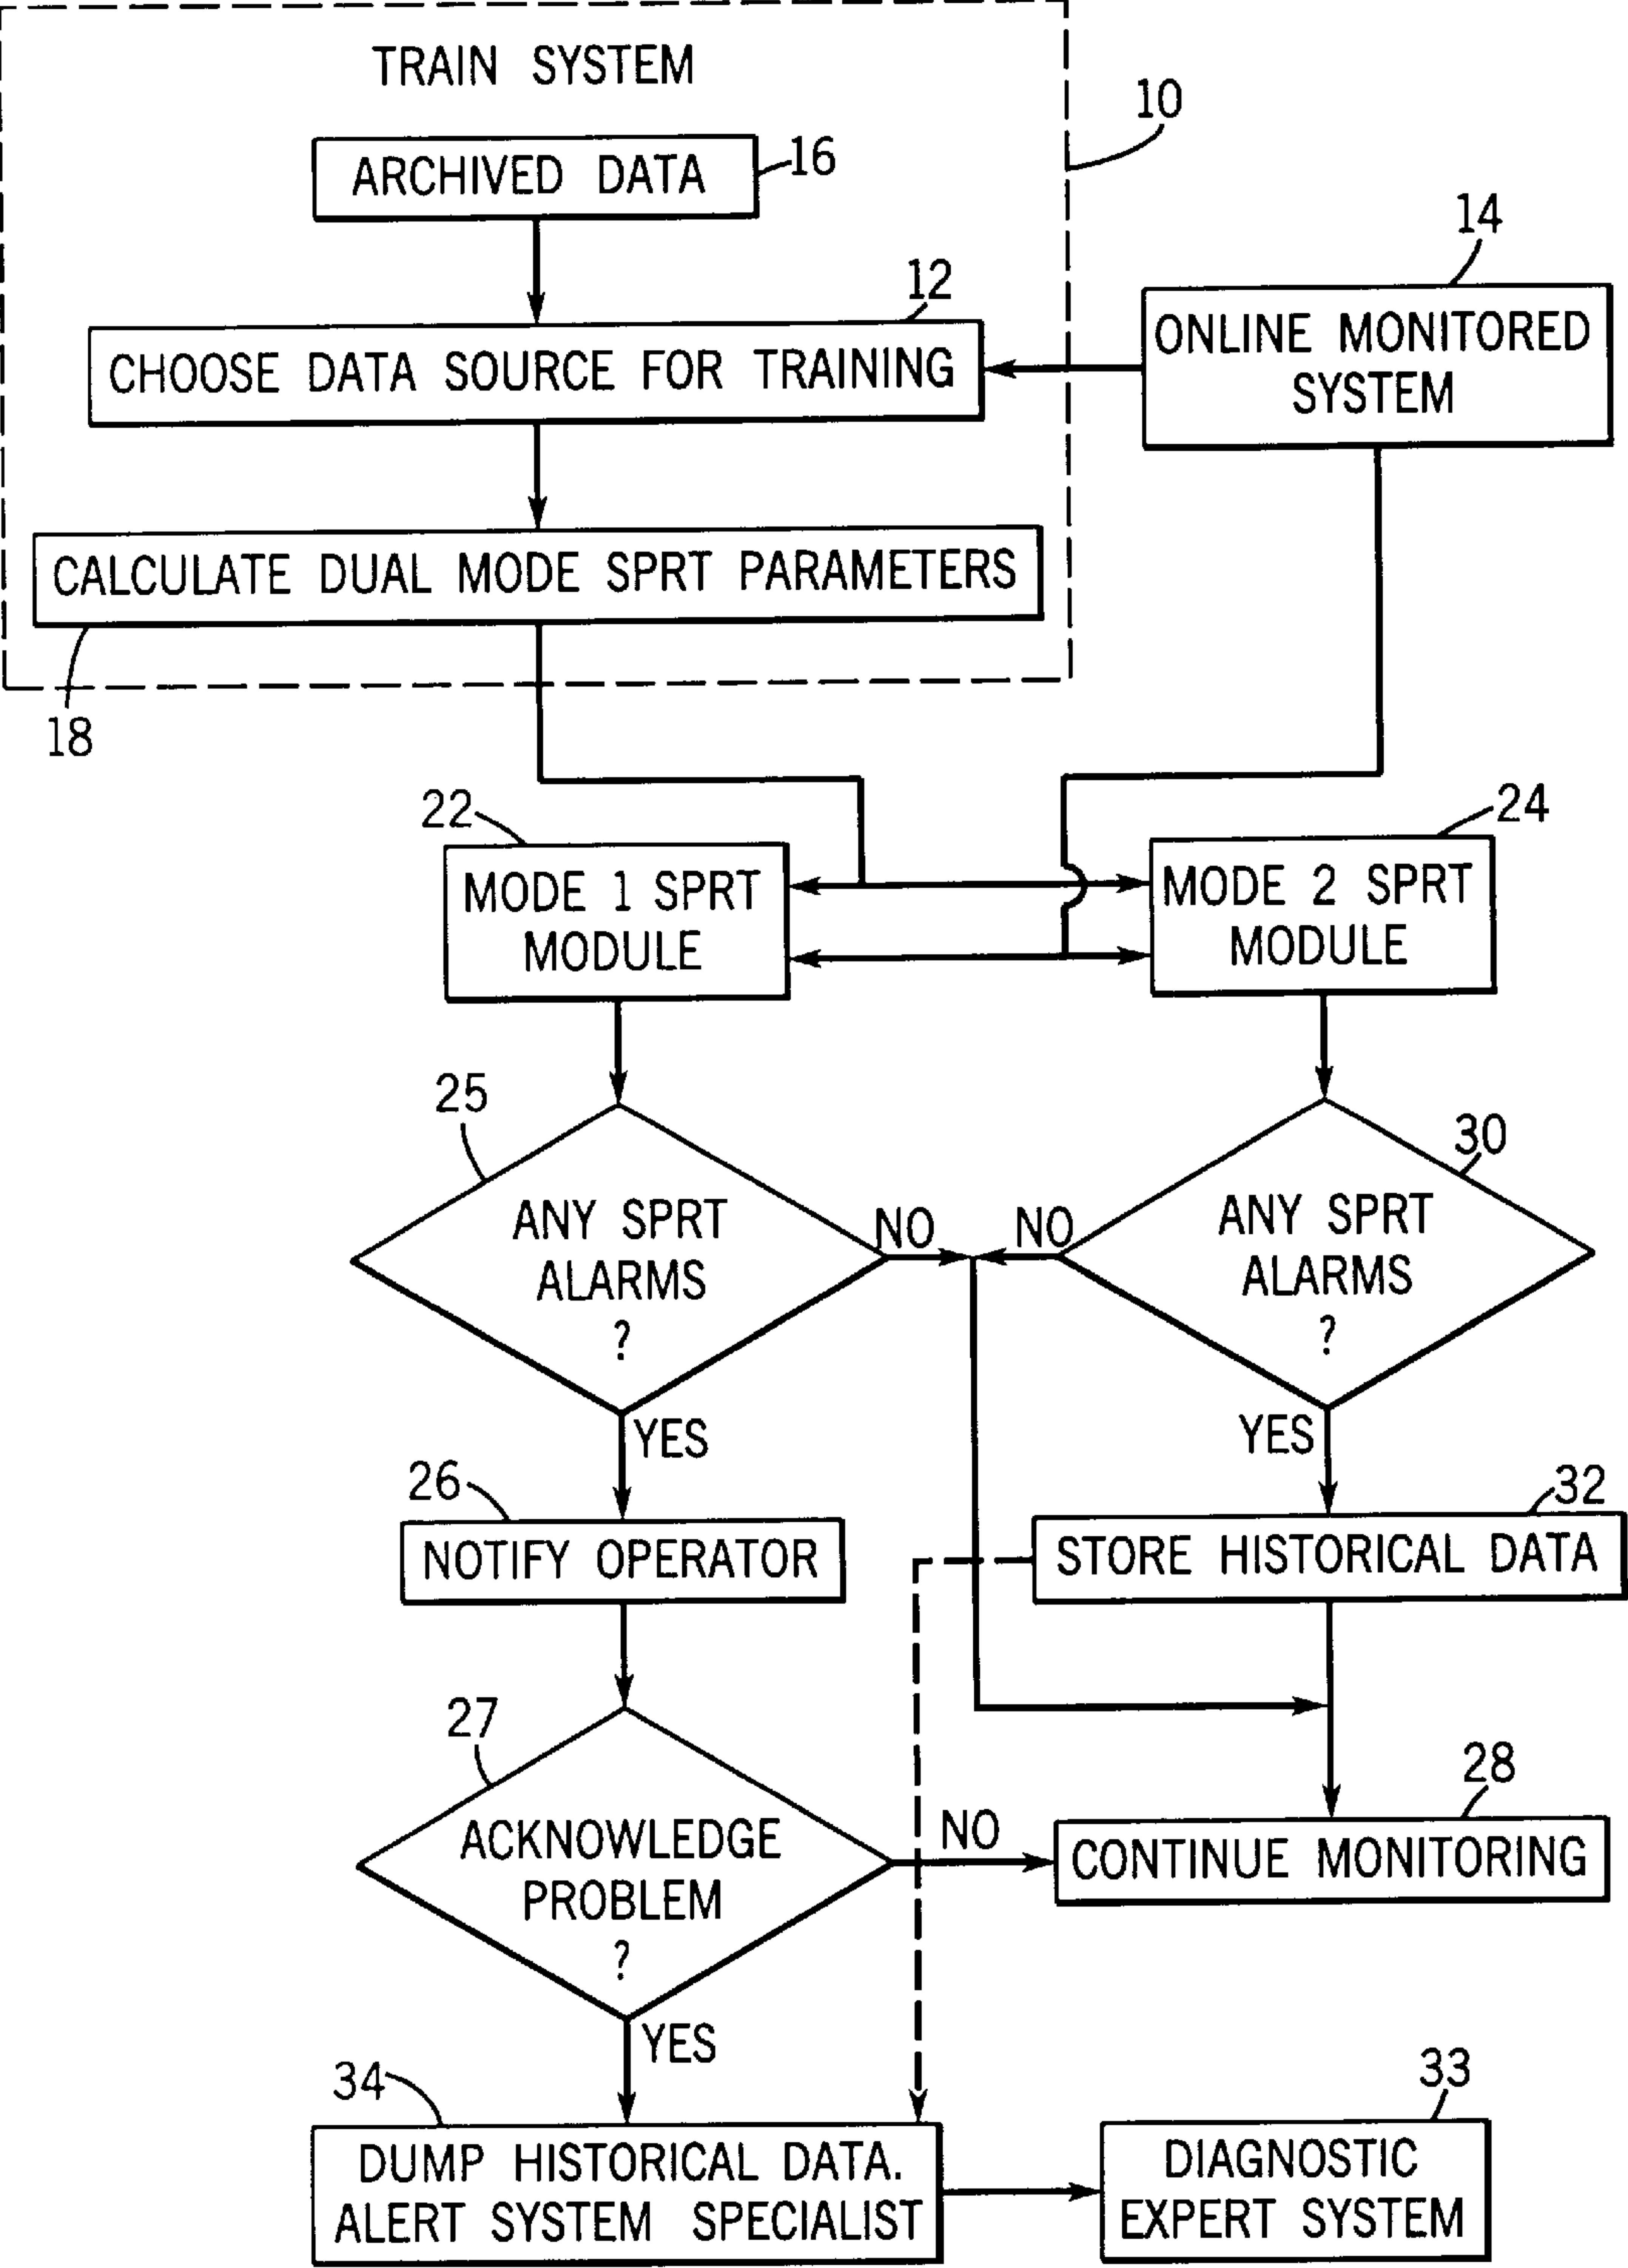 TRAIN SYSTEM
10
ARCHIVED DATA
16
14
12
ONLINE MONITORED
SYSTEM
CHOOSE DATA SOURCE FOR TRAINING
CALCULATE DUAL MODE SPRT PARAMETERS
18
22
24
MODE 1 SPRT
MODULE
MODE 2 SPRT
MODULE
25
30
ANY SPRT
ALARMS
?
NO
NO
ANY SPRT
ALARMS
?
YES
YES
26
32
NOTIFY OPERATOR
STORE HISTORICAL DATA
27
28
ACKNOWLEDGE
PROBLEM
?
NO
CONTINUE MONITORING
YES
34
33
DUMP HISTORICAL DATA.
ALERT SYSTEM SPECIALIST
DIAGNOSTIC
EXPERT SYSTEM